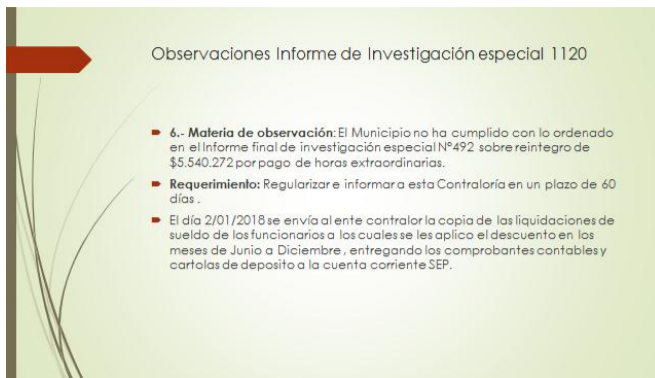 Observaciones Informe de Investigación especial 1120
6.- Materia de observación: El Municipio no ha cumplido con lo ordenado
en el Informe final de investigación especial N°492 sobre reintegro de
$5.540.272 por pago de horas extraordinarias.
Requerimiento: Regularizar e informar a esta Contraloría en un plazo de 60
días .
El día 2/01/2018 se envía al ente contralor la copia de las liquidaciones de
sueldo de los funcionarios a los cuales se les aplico el descuento en los
meses de Junio a Diciembre , entregando los comprobantes contables y
cartolas de deposito a la cuenta corriente SEP.